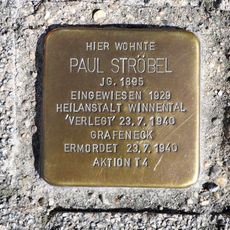 HIER WOHNTE
PAUL STRÖBEL
JG. 1895
EINGEWIESEN 1929
HEILANSTALT WINNENTAL
'VERLEGT' 23.7.1940
GRAFENECK
ERMORDET 23.7.1940
AKTION T4